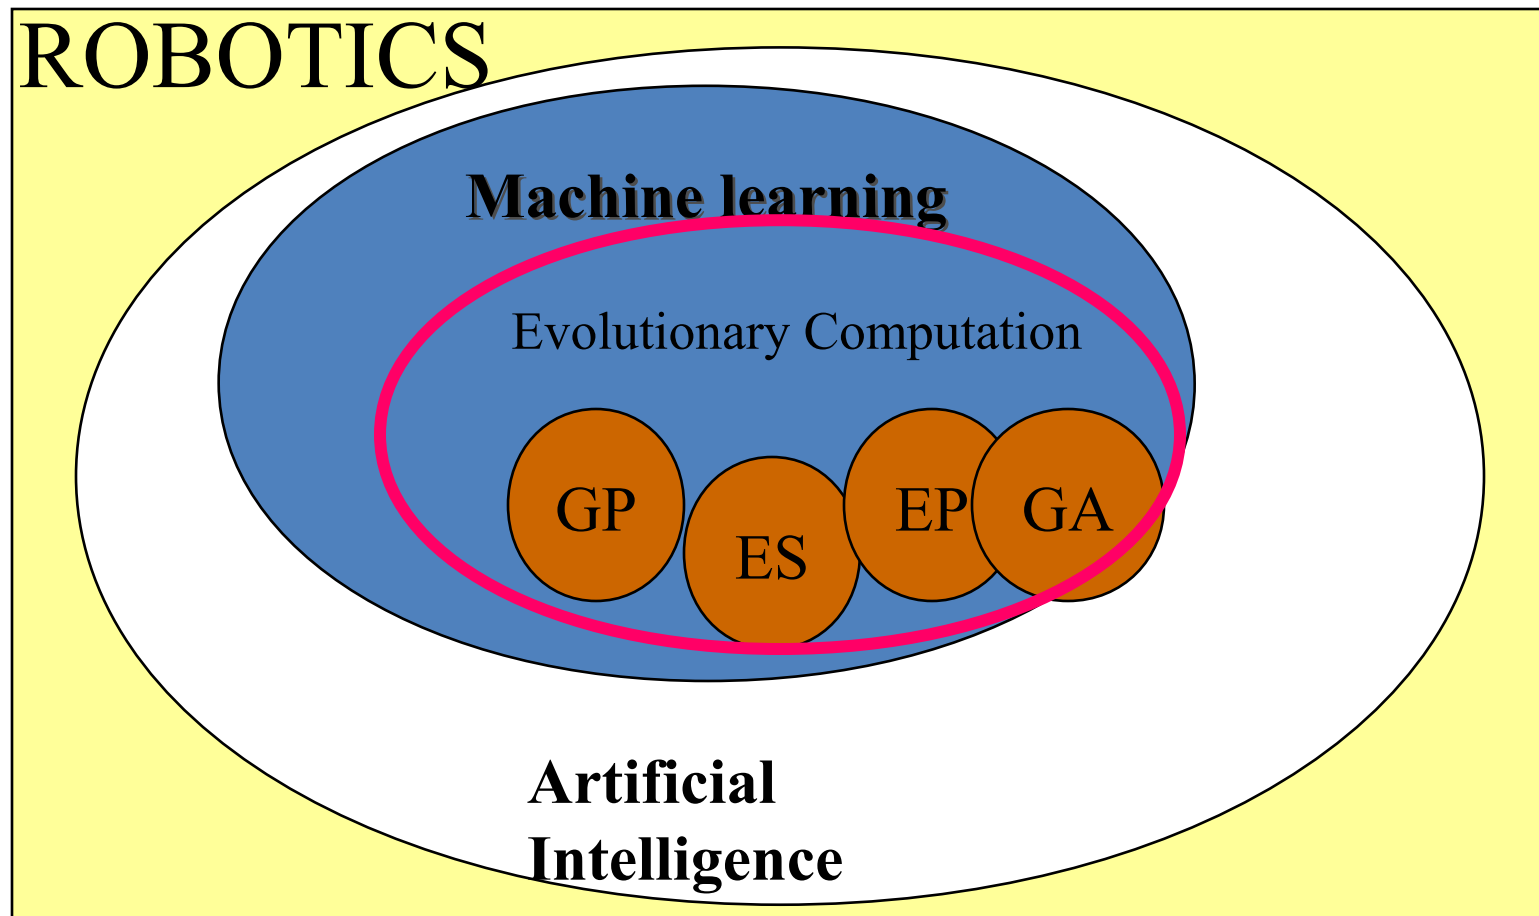 ROBOTICS
Machine learning
Evolutionary Computation
GP
ES
EP
GA
Artificial
Intelligence